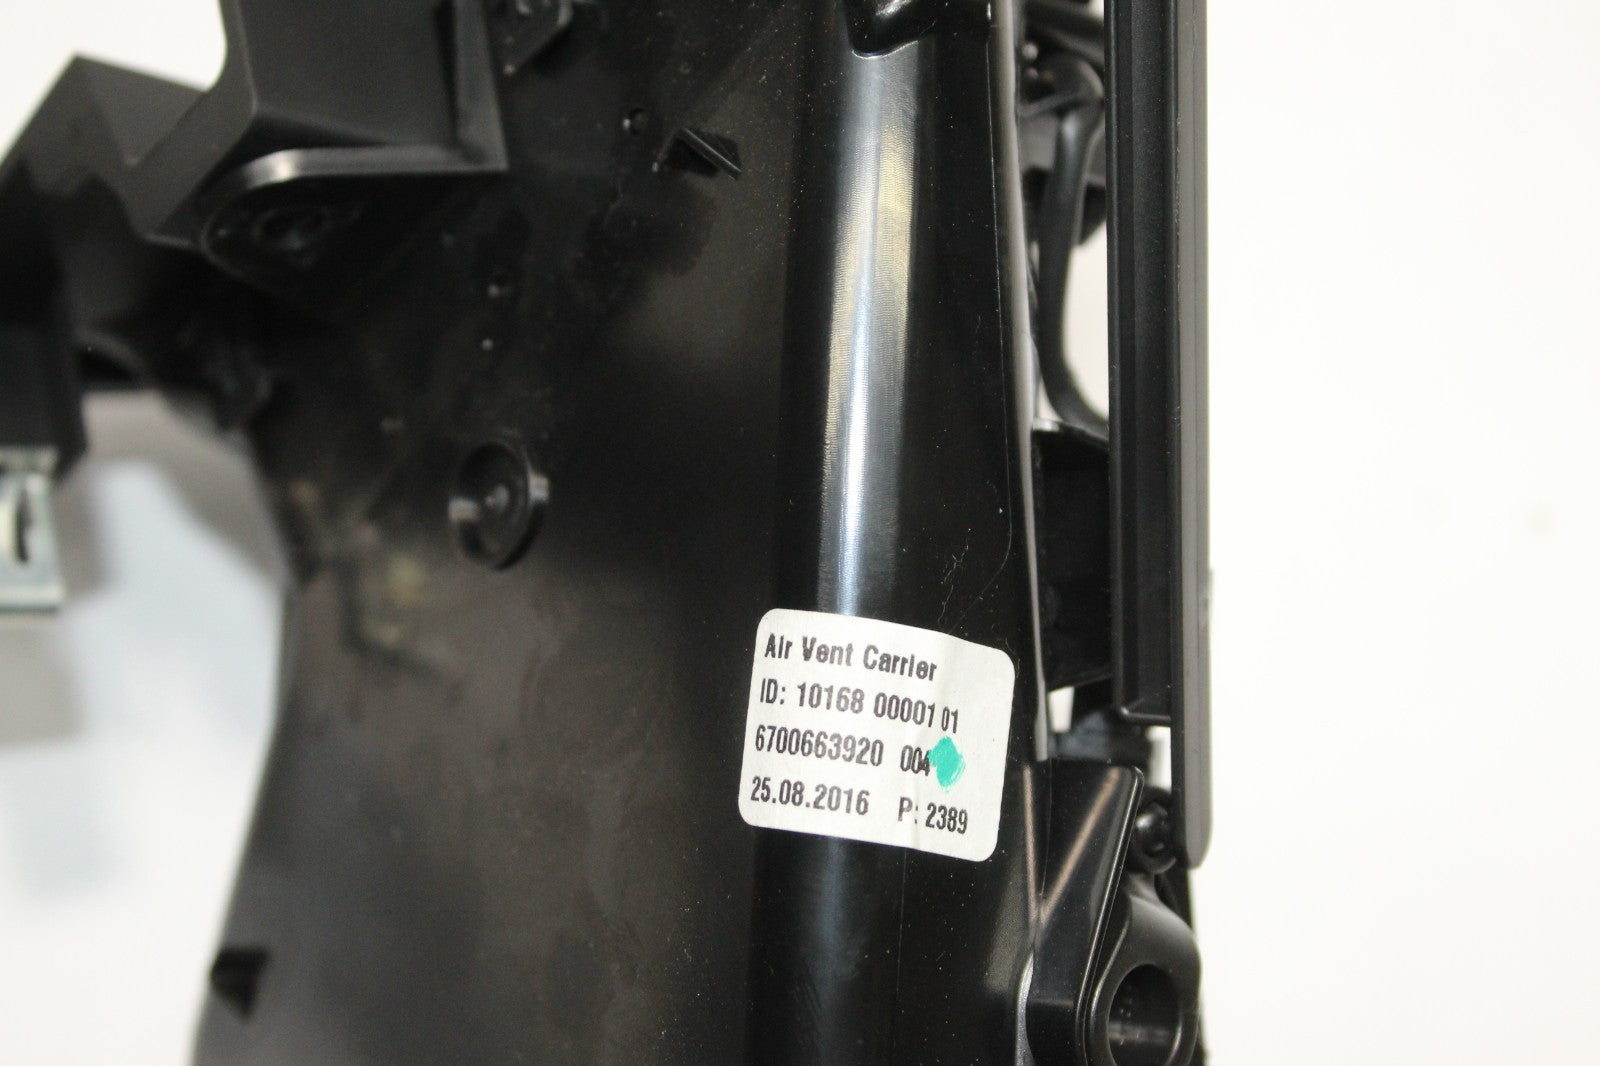 Air Vent Carrier
ID: 10168 00001 01
6700663920 004
25.08.2016 P: 2389